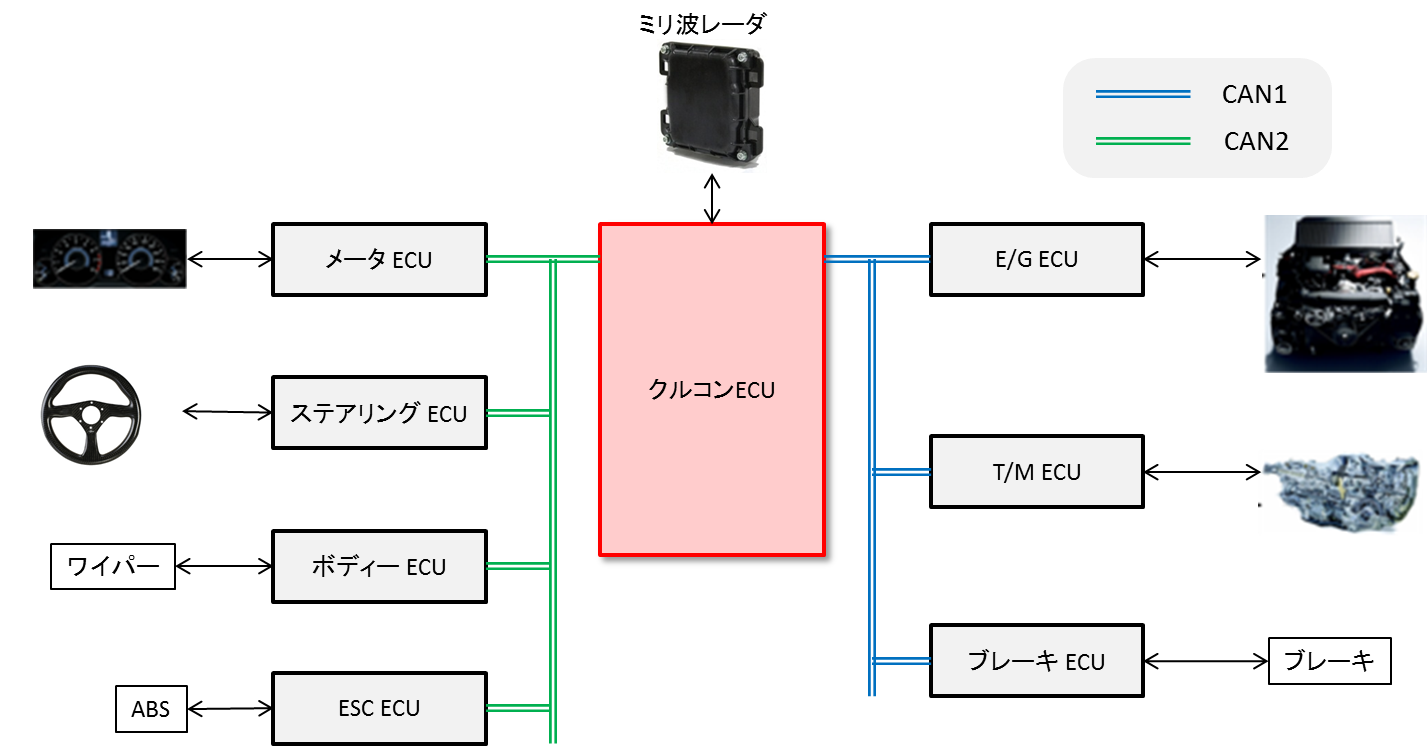 ミリ波レーダ
CAN1
CAN2
メータ ECU
E/G ECU
クルコンECU
ステアリング ECU
T/M ECU
ワイパー
ボディー ECU
ブレーキ ECU
ブレーキ
ABS
ESC ECU